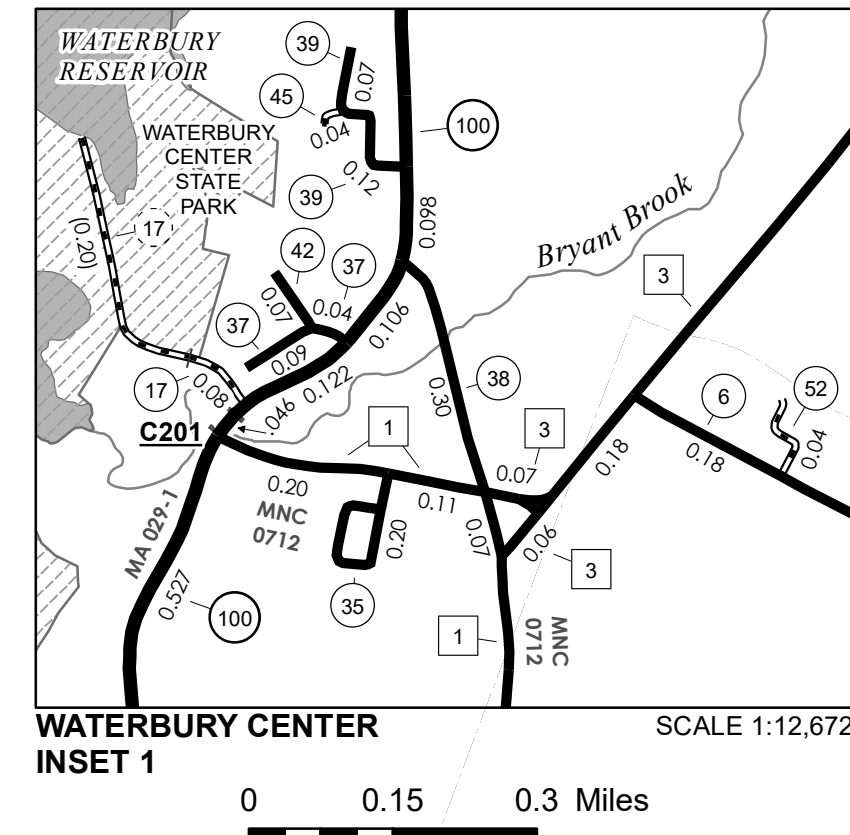 WATERBURY
RESERVOIR
39
0.07
45
0.04
100
WATERBURY
CENTER
STATE
PARK
39
0.12
17
(0.20)
0.098
Bryant Brook
42
37
0.07
0.04
3
37
0.106
0.09
0.122
17
0.08
.046
C201
0.30
38
6
52
1
3
0.18
0.18
0.04
0.07
0.20
0.11
MNC
0712
0.20
0.07
0.06
MA 029-1
3
35
0.527
100
1
MNC
0712
WATERBURY CENTER
INSET 1
SCALE 1:12,672
0 0.15 0.3 Miles